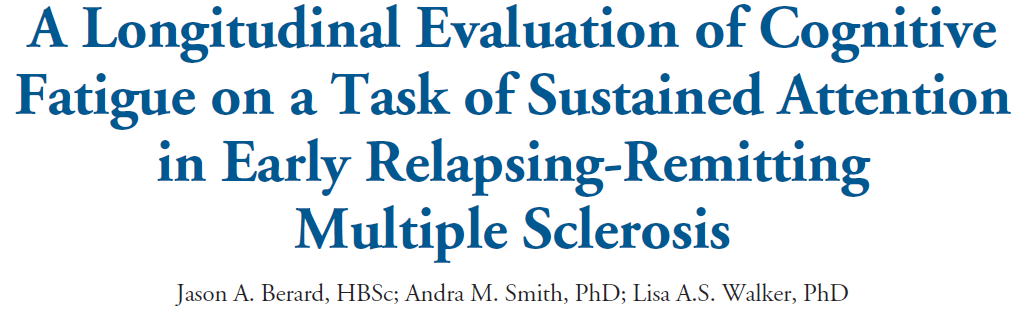 A Longitudinal Evaluation of Cognitive
Fatigue on a Task of Sustained Attention
in Early Relapsing-Remitting
Multiple Sclerosis
Jason A. Berard, HBSc; Andra M. Smith, PhD; Lisa A.S. Walker, PhD